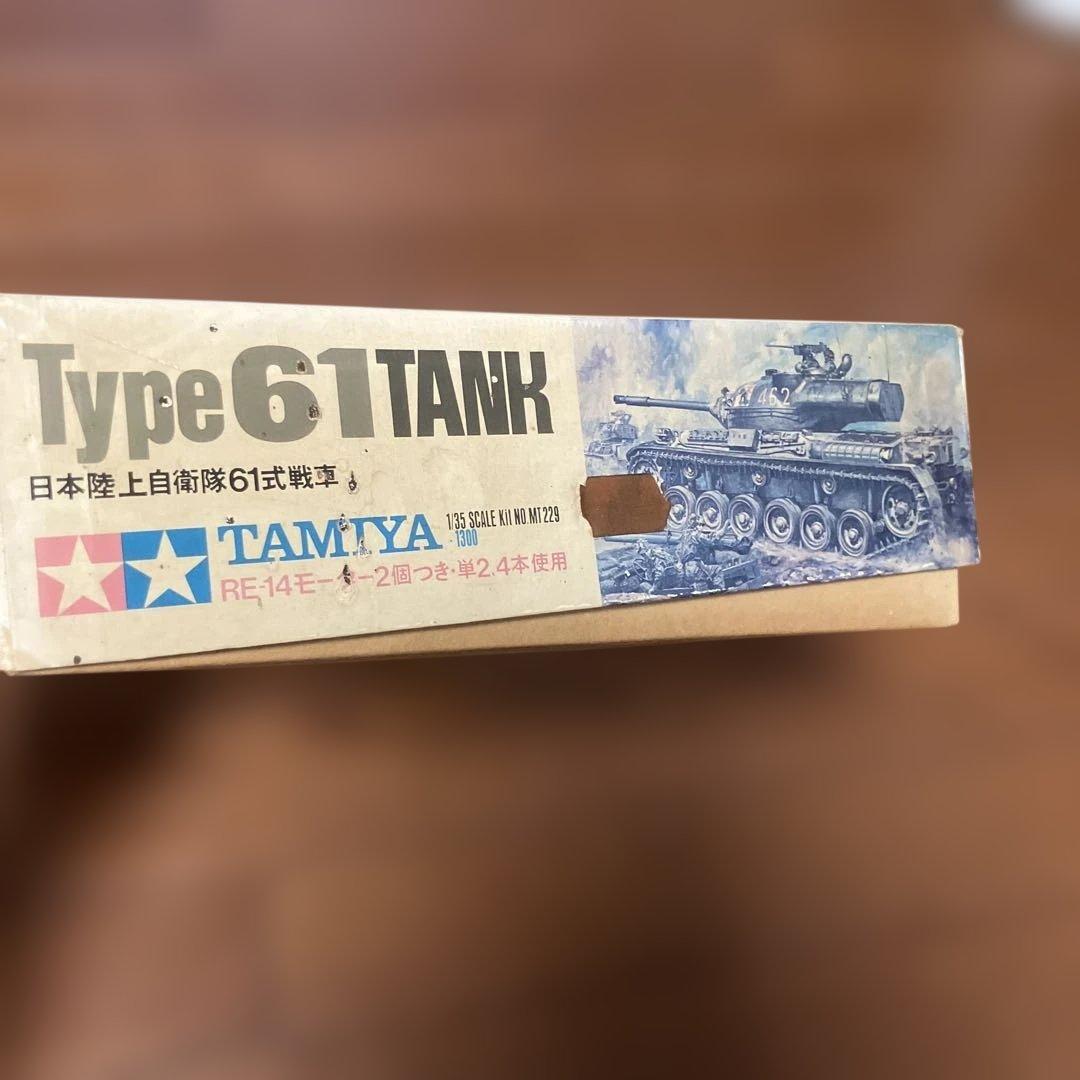 Type 61 TANK
日本陸上自衛隊61式戦車
TAMIYA 1/35 SCALE Kit NO.MT229
1300
RE-14モーター2個つき・単2、4本使用
462